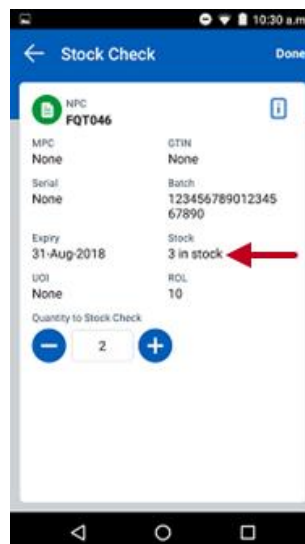 10:30 a.m
Stock Check Done
NPC
FQT046
MPC GTIN
None None
Serial Batch
None 123456789012345
67890
Expiry Stock
31-Aug-2018 3 in stock
UOI ROL
None 10
Quantity to Stock Check
2